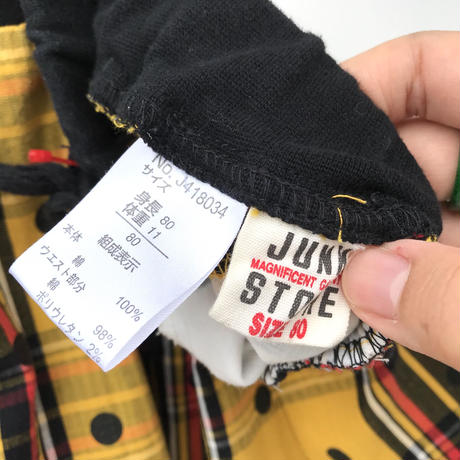 NO. J418034
サイズ
身長 80
体重 11
80
組成表示
本体
綿 100%
ウエスト部分
綿 98%
ポリウレタン 2%
JUNK
MAGNIFICENT
STORE
SIZE 80